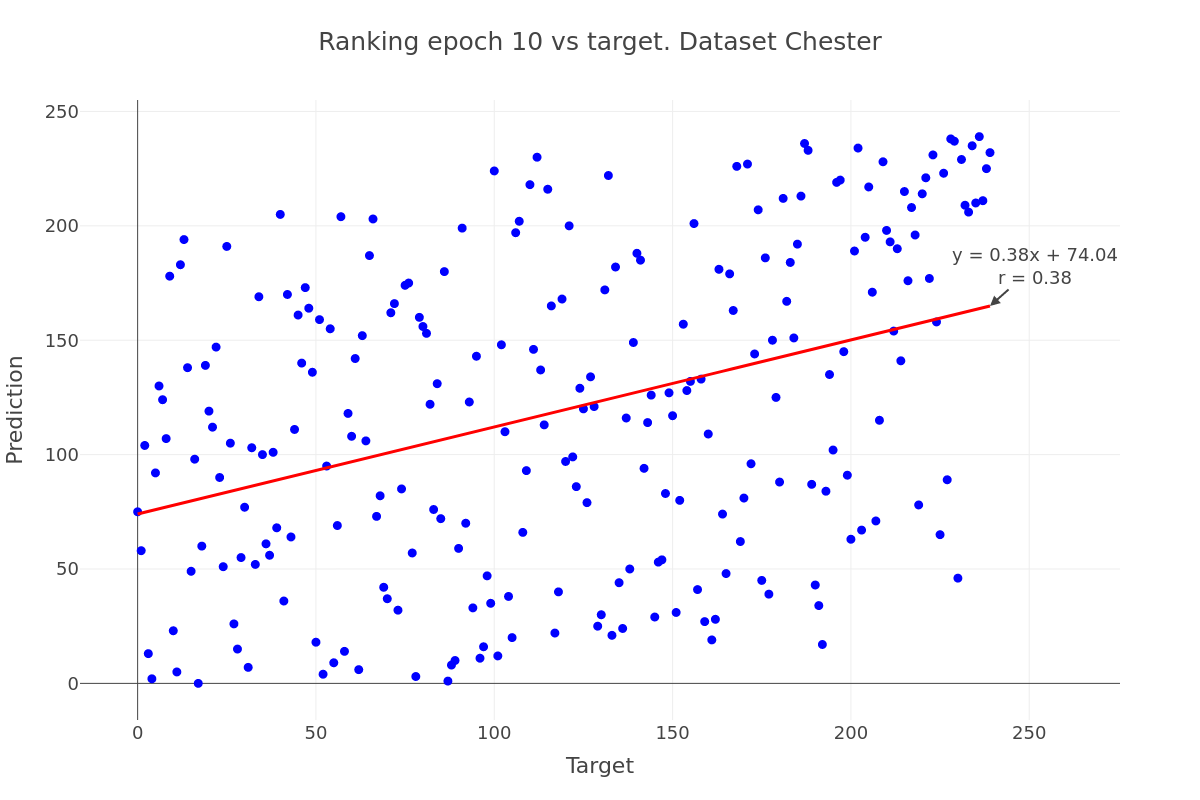 Ranking epoch 10 vs target. Dataset Chester
250
200
150
100
50
0
Prediction
y = 0.38x + 74.04
r = 0.38
0 50 100 150 200 250
Target